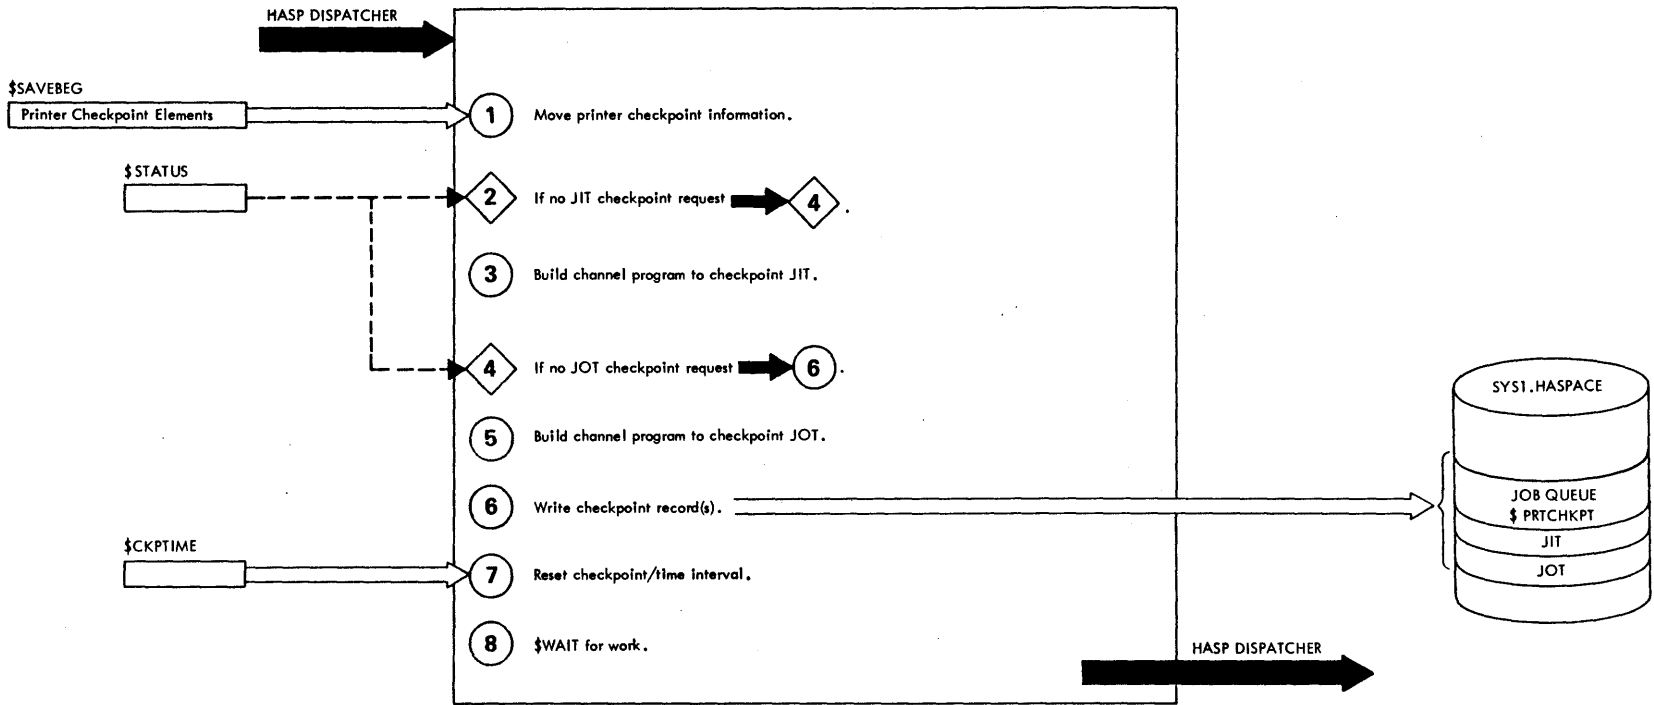 HASP DISPATCHER
$SAVEBEG
Printer Checkpoint Elements
1 Move printer checkpoint information.
$STATUS
2 If no JIT checkpoint request 4 .
3 Build channel program to checkpoint JIT.
4 If no JOT checkpoint request 6 .
5 Build channel program to checkpoint JOT.
6 Write checkpoint record(s).
$CKPTIME
7 Reset checkpoint/time interval.
8 $WAIT for work.
SYS1.HASPACE
JOB QUEUE
$ PRTCHKPT
JIT
JOT
HASP DISPATCHER